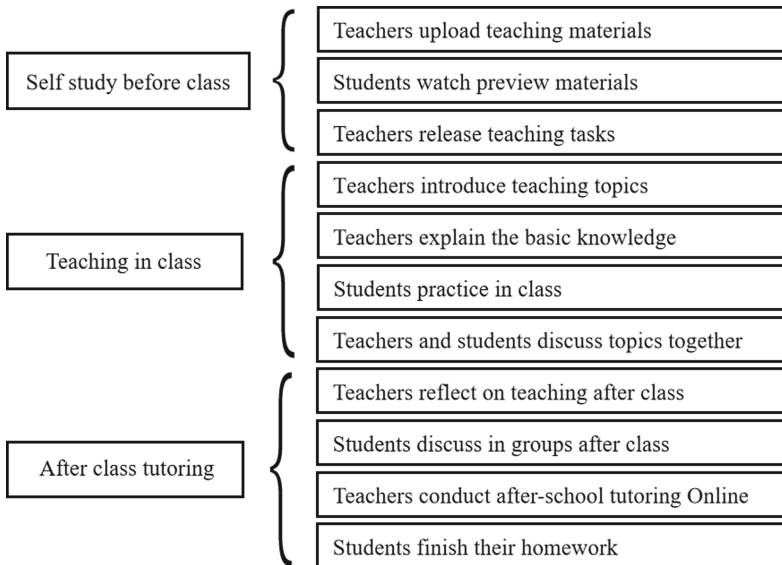 Self study before class
Teachers upload teaching materials
Students watch preview materials
Teachers release teaching tasks
Teaching in class
Teachers introduce teaching topics
Teachers explain the basic knowledge
Students practice in class
Teachers and students discuss topics together
After class tutoring
Teachers reflect on teaching after class
Students discuss in groups after class
Teachers conduct after-school tutoring Online
Students finish their homework